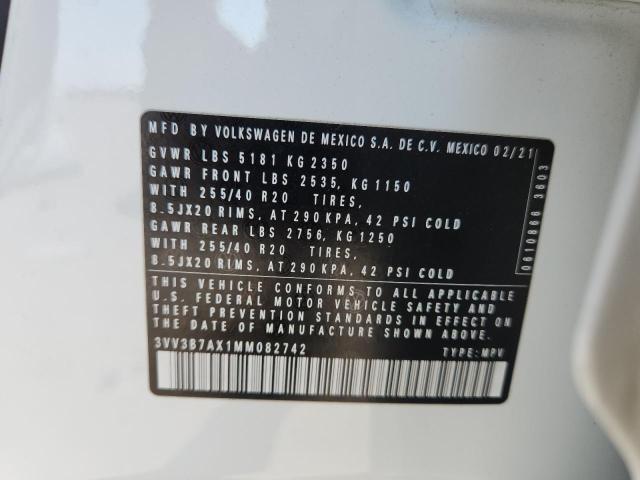 MFD BY VOLKSWAGEN DE MEXICO S.A. DE C.V. MEXICO 02/21
GVWR LBS 5181 KG 2350
GAWR FRONT LBS 2535, KG 1150
WITH 255/40 R20 TIRES,
8.5JX20 RIMS, AT 290 KPA, 42 PSI COLD
GAWR REAR LBS 2756, KG 1250
WITH 255/40 R20 TIRES,
8.5JX20 RIMS, AT 290 KPA, 42 PSI COLD
THIS VEHICLE CONFORMS TO ALL APPLICABLE
U.S. FEDERAL MOTOR VEHICLE SAFETY AND
THEFT PREVENTION STANDARDS IN EFFECT ON
THE DATE OF MANUFACTURE SHOWN ABOVE.
3VV3B7AX1MM082742 TYPE: MPV
0610866 3603